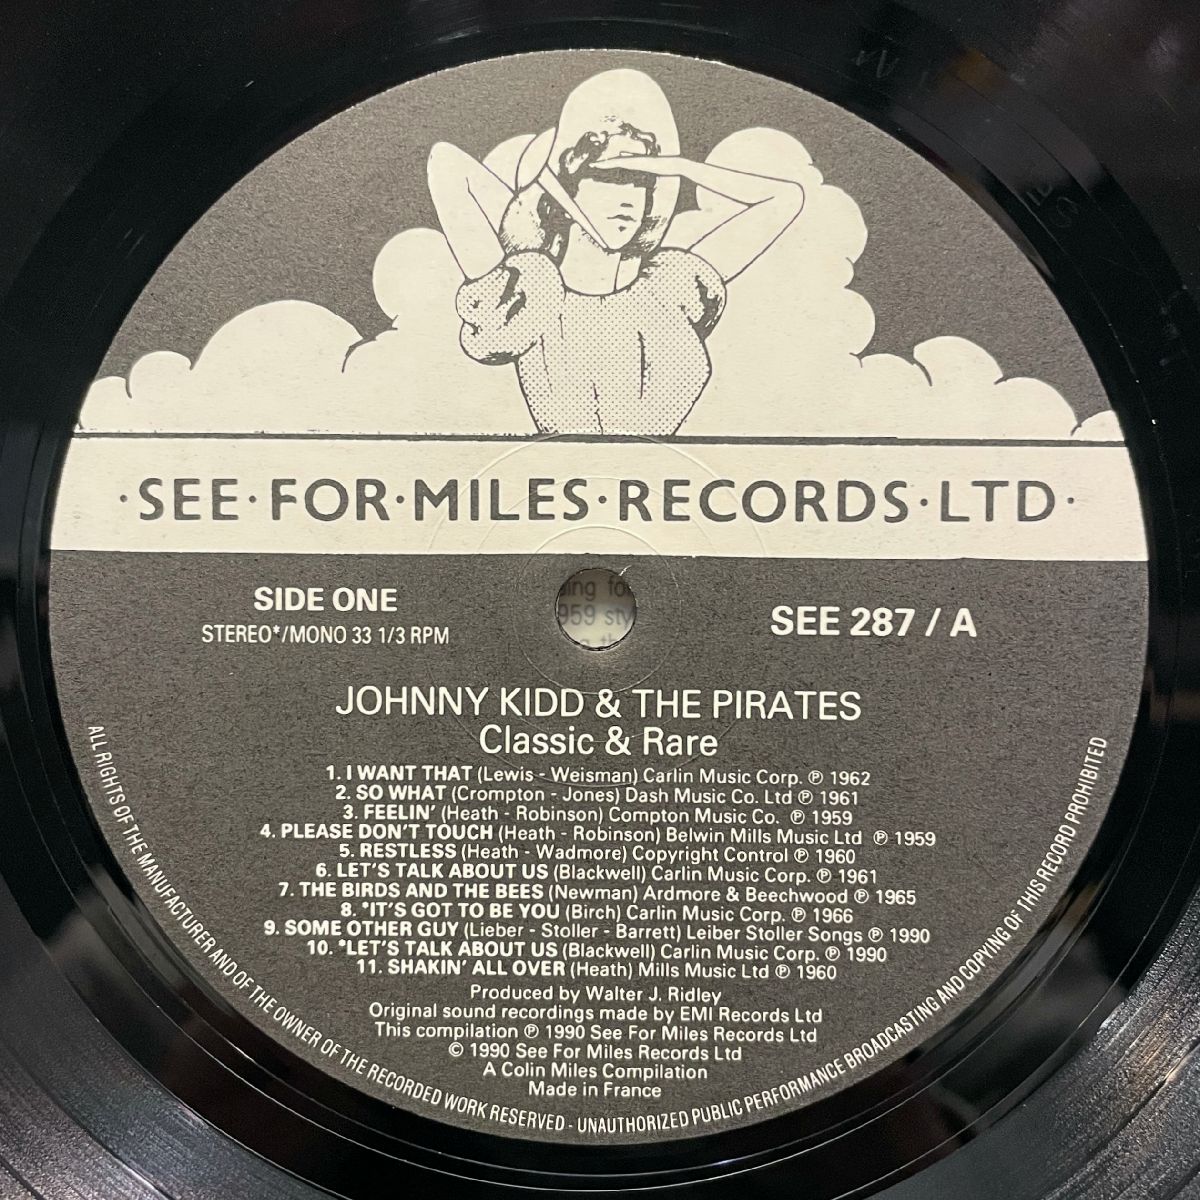 ·SEE·FOR·MILES·RECORDS·LTD·
SIDE ONE
STEREO*/MONO 33 1/3 RPM
SEE 287 / A
JOHNNY KIDD & THE PIRATES
Classic & Rare
1. I WANT THAT (Lewis - Weisman) Carlin Music Corp. ℗ 1962
2. SO WHAT (Crompton - Jones) Dash Music Co. Ltd ℗ 1961
3. FEELIN' (Heath - Robinson) Compton Music Co. ℗ 1959
4. PLEASE DON'T TOUCH (Heath - Robinson) Belwin Mills Music Ltd ℗ 1959
5. RESTLESS (Heath - Wadmore) Copyright Control ℗ 1960
6. LET'S TALK ABOUT US (Blackwell) Carlin Music Corp. ℗ 1961
7. THE BIRDS AND THE BEES (Newman) Ardmore & Beechwood ℗ 1965
8. *IT'S GOT TO BE YOU (Birch) Carlin Music Corp. ℗ 1966
9. SOME OTHER GUY (Lieber - Stoller - Barrett) Leiber Stoller Songs ℗ 1990
10. *LET'S TALK ABOUT US (Blackwell) Carlin Music Corp. ℗ 1990
11. SHAKIN' ALL OVER (Heath) Mills Music Ltd ℗ 1960
Produced by Walter J. Ridley
Original sound recordings made by EMI Records Ltd
This compilation ℗ 1990 See For Miles Records Ltd
© 1990 See For Miles Records Ltd
A Colin Miles Compilation
Made in France
ALL RIGHTS OF THE MANUFACTURER AND OF THE OWNER OF THE RECORDED WORK RESERVED - UNAUTHORIZED PUBLIC PERFORMANCE BROADCASTING AND COPYING OF THIS RECORD PROHIBITED